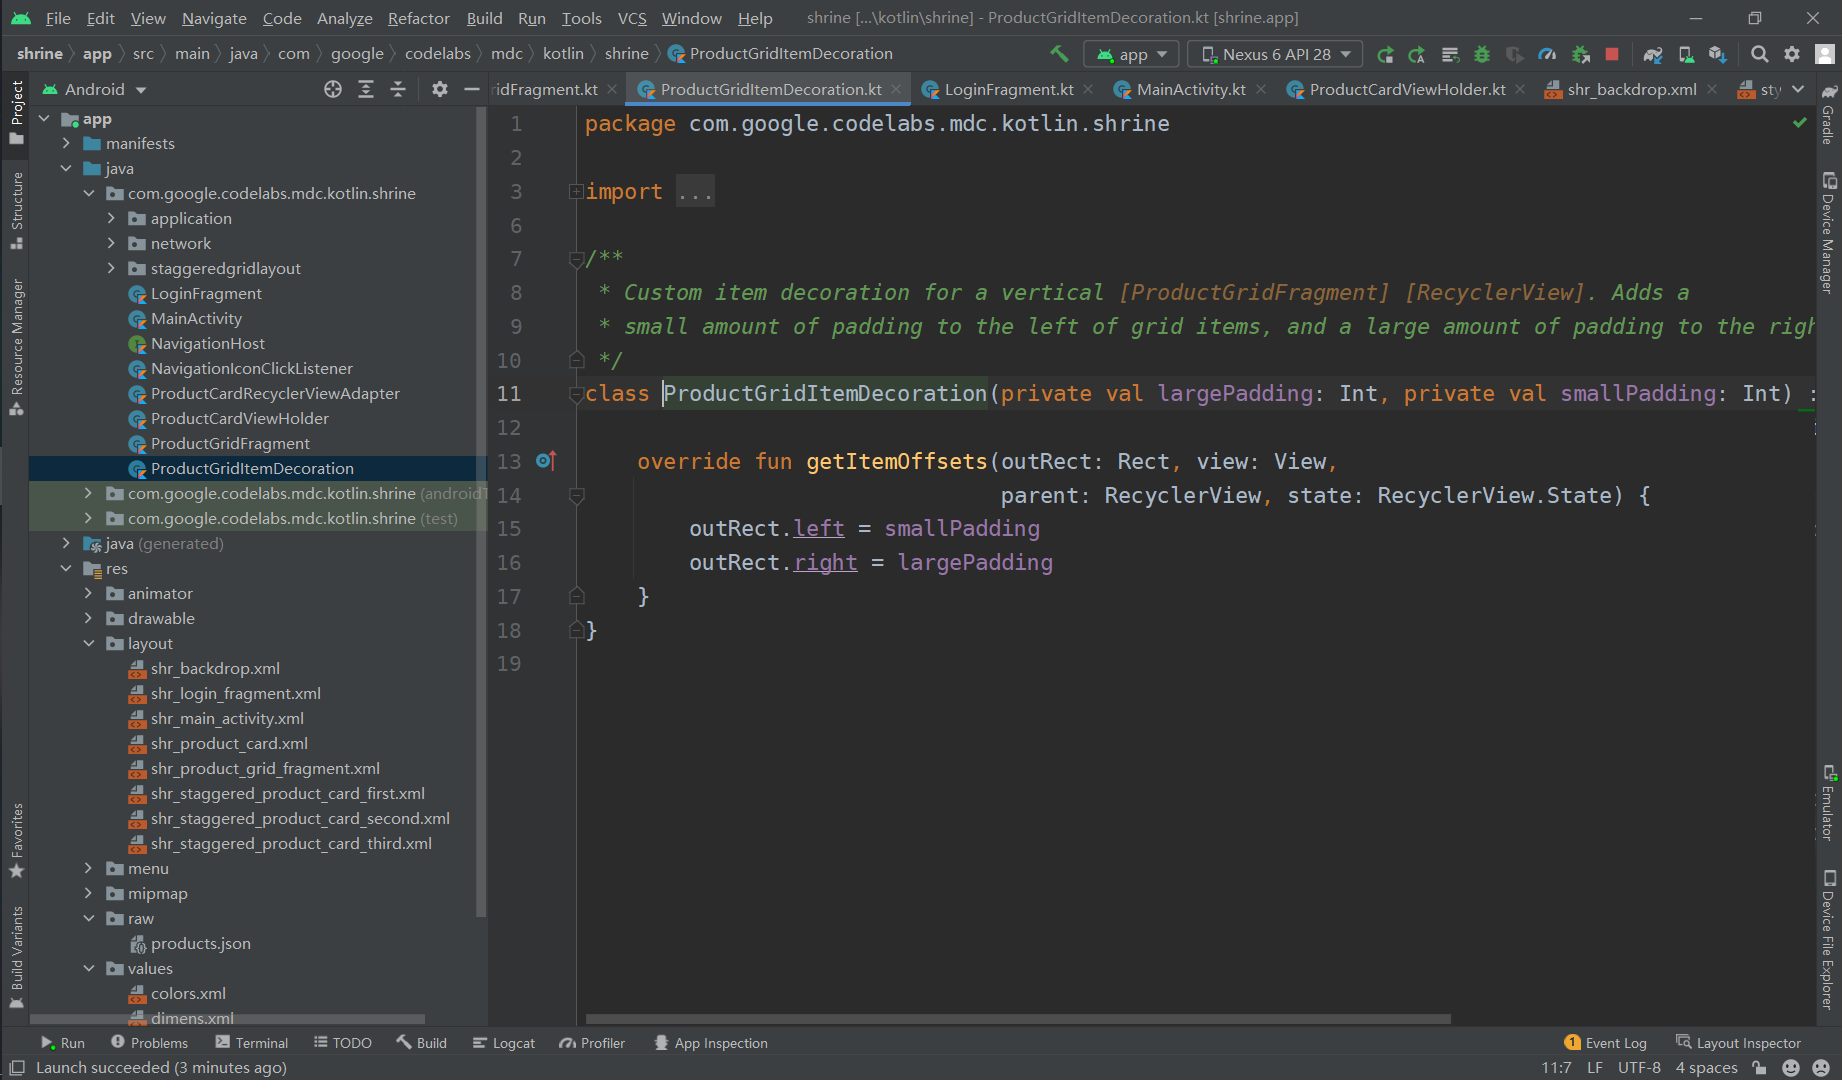 File Edit View Navigate Code Analyze Refactor Build Run Tools VCS Window Help shrine [...\kotlin\shrine] - ProductGridItemDecoration.kt [shrine.app]
shrine app src main java com google codelabs mdc kotlin shrine ProductGridItemDecoration app Nexus 6 API 28
Android
ridFragment.kt ProductGridItemDecoration.kt LoginFragment.kt MainActivity.kt ProductCardViewHolder.kt shr_backdrop.xml sty
Project
Structure
Resource Manager
Favorites
Build Variants
app
manifests
java
com.google.codelabs.mdc.kotlin.shrine
application
network
staggeredgridlayout
LoginFragment
MainActivity
NavigationHost
NavigationIconClickListener
ProductCardRecyclerViewAdapter
ProductCardViewHolder
ProductGridFragment
ProductGridItemDecoration
com.google.codelabs.mdc.kotlin.shrine (androidT
com.google.codelabs.mdc.kotlin.shrine (test)
java (generated)
res
animator
drawable
layout
shr_backdrop.xml
shr_login_fragment.xml
shr_main_activity.xml
shr_product_card.xml
shr_product_grid_fragment.xml
shr_staggered_product_card_first.xml
shr_staggered_product_card_second.xml
shr_staggered_product_card_third.xml
menu
mipmap
raw
products.json
values
colors.xml
dimens.xml
1 package com.google.codelabs.mdc.kotlin.shrine
2
3 import ...
6
7 /**
8 * Custom item decoration for a vertical [ProductGridFragment] [RecyclerView]. Adds a
9 * small amount of padding to the left of grid items, and a large amount of padding to the righ
10 */
11 class ProductGridItemDecoration(private val largePadding: Int, private val smallPadding: Int) :
12
13 override fun getItemOffsets(outRect: Rect, view: View,
14 parent: RecyclerView, state: RecyclerView.State) {
15 outRect.left = smallPadding
16 outRect.right = largePadding
17 }
18 }
19
Gradle
Device Manager
Emulator
Device File Explorer
Run Problems Terminal TODO Build Logcat Profiler App Inspection 1 Event Log Layout Inspector
Launch succeeded (3 minutes ago) 11:7 LF UTF-8 4 spaces